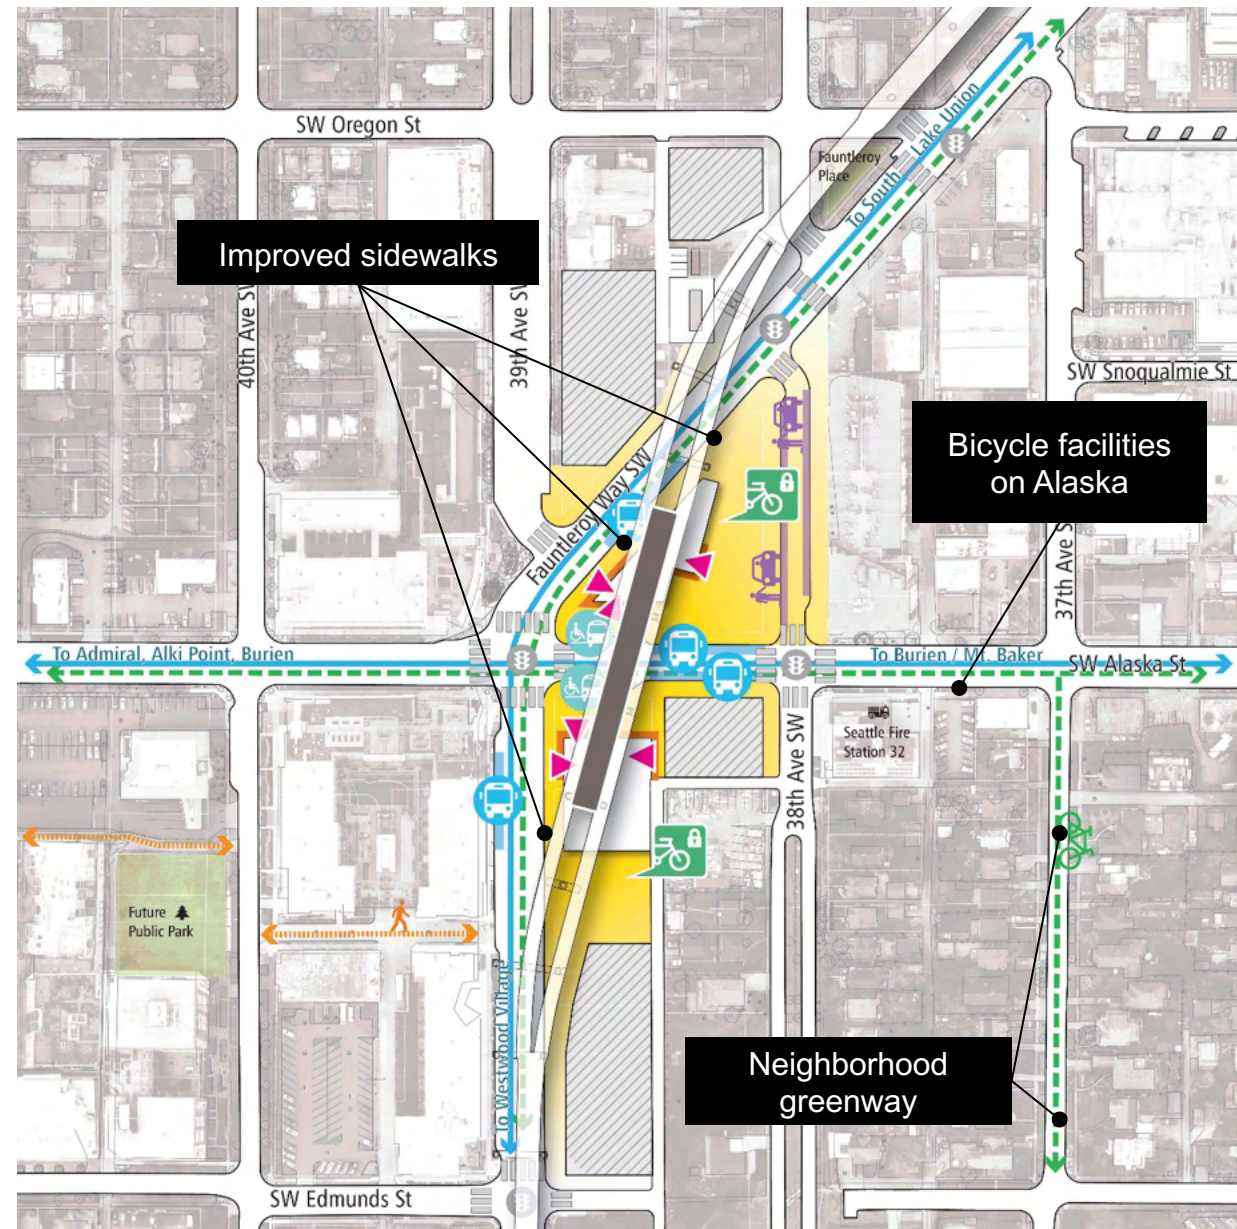 SW Oregon St
Fauntleroy
Place
To South Lake Union
Improved sidewalks
40th Ave SW
39th Ave SW
SW Snoqualmie St
Bicycle facilities
on Alaska
Fauntleroy Way SW
37th Ave S
To Admiral, Alki Point, Burien
To Burien / Mt. Baker
SW Alaska St
Seattle Fire
Station 32
38th Ave SW
Future
Public Park
To Westwood Village
Neighborhood
greenway
SW Edmunds St